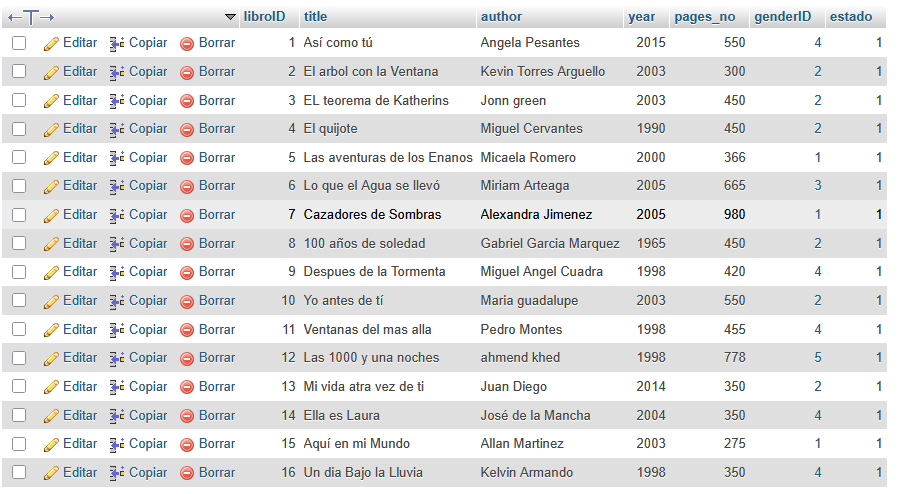 libroID title author year pages_no genderID estado
Editar Copiar Borrar 1 Así como tú Angela Pesantes 2015 550 4 1
Editar Copiar Borrar 2 El arbol con la Ventana Kevin Torres Arguello 2003 300 2 1
Editar Copiar Borrar 3 EL teorema de Katherins Jonn green 2003 450 2 1
Editar Copiar Borrar 4 El quijote Miguel Cervantes 1990 450 2 1
Editar Copiar Borrar 5 Las aventuras de los Enanos Micaela Romero 2000 366 1 1
Editar Copiar Borrar 6 Lo que el Agua se llevó Miriam Arteaga 2005 665 3 1
Editar Copiar Borrar 7 Cazadores de Sombras Alexandra Jimenez 2005 980 1 1
Editar Copiar Borrar 8 100 años de soledad Gabriel Garcia Marquez 1965 450 2 1
Editar Copiar Borrar 9 Despues de la Tormenta Miguel Angel Cuadra 1998 420 4 1
Editar Copiar Borrar 10 Yo antes de tí Maria guadalupe 2003 550 2 1
Editar Copiar Borrar 11 Ventanas del mas alla Pedro Montes 1998 455 4 1
Editar Copiar Borrar 12 Las 1000 y una noches ahmend khed 1998 778 5 1
Editar Copiar Borrar 13 Mi vida atra vez de ti Juan Diego 2014 350 2 1
Editar Copiar Borrar 14 Ella es Laura José de la Mancha 2004 350 4 1
Editar Copiar Borrar 15 Aquí en mi Mundo Allan Martinez 2003 275 1 1
Editar Copiar Borrar 16 Un dia Bajo la Lluvia Kelvin Armando 1998 350 4 1